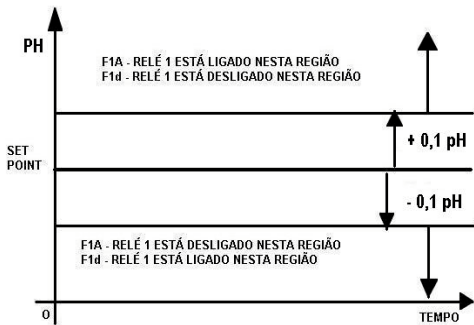 PH
F1A - RELÉ 1 ESTÁ LIGADO NESTA REGIÃO
F1d - RELÉ 1 ESTÁ DESLIGADO NESTA REGIÃO
+ 0,1 pH
SET
POINT
- 0,1 pH
F1A - RELÉ 1 ESTÁ DESLIGADO NESTA REGIÃO
F1d - RELÉ 1 ESTÁ LIGADO NESTA REGIÃO
O
TEMPO